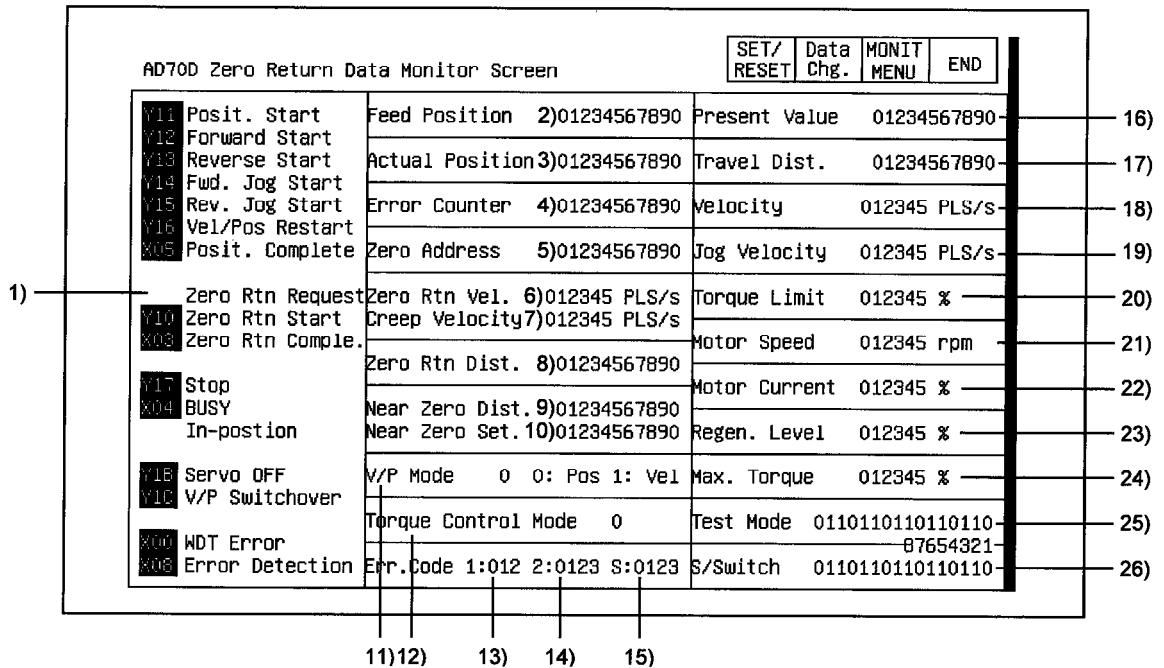 AD70D Zero Return Data Monitor Screen
SET/ RESET
Data Chg.
MONIT MENU
END
1)
Y11 Posit. Start
Y12 Forward Start
Y13 Reverse Start
Y14 Fwd. Jog Start
Y15 Rev. Jog Start
Y16 Vel/Pos Restart
X05 Posit. Complete
Zero Rtn Request
Y10 Zero Rtn Start
X03 Zero Rtn Comple.
Y17 Stop
X04 BUSY
In-postion
Y1B Servo OFF
Y1C V/P Switchover
X00 WDT Error
X08 Error Detection
Feed Position 2)01234567890
Actual Position 3)01234567890
Error Counter 4)01234567890
Zero Address 5)01234567890
Zero Rtn Vel. 6)012345 PLS/s
Creep Velocity 7)012345 PLS/s
Zero Rtn Dist. 8)01234567890
Near Zero Dist. 9)01234567890
Near Zero Set. 10)01234567890
V/P Mode 0 0: Pos 1: Vel
Torque Control Mode 0
Err.Code 1:012 2:0123 S:0123
Present Value 01234567890 16)
Travel Dist. 01234567890 17)
Velocity 012345 PLS/s 18)
Jog Velocity 012345 PLS/s 19)
Torque Limit 012345 % 20)
Motor Speed 012345 rpm 21)
Motor Current 012345 % 22)
Regen. Level 012345 % 23)
Max. Torque 012345 % 24)
Test Mode 0110110110110110 25)
87654321
S/Switch 0110110110110110 26)
11) 12) 13) 14) 15)